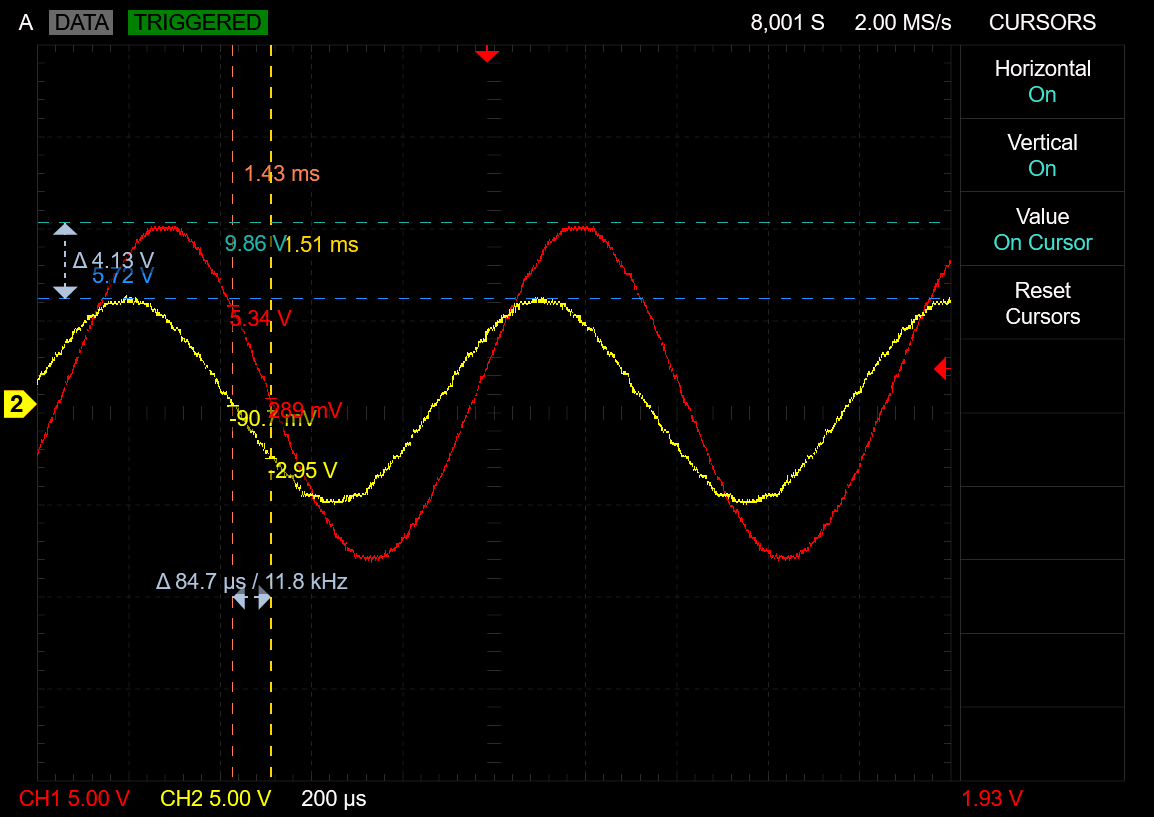 A DATA TRIGGERED 8,001 S 2.00 MS/s CURSORS
Horizontal
On
Vertical
On
1.43 ms
Value
On Cursor
9.86 V
1.51 ms
Δ 4.13 V
5.72 V
Reset
Cursors
5.34 V
2
289 mV
-90.7 mV
-2.95 V
Δ 84.7 µs / 11.8 kHz
CH1 5.00 V CH2 5.00 V 200 µs 1.93 V